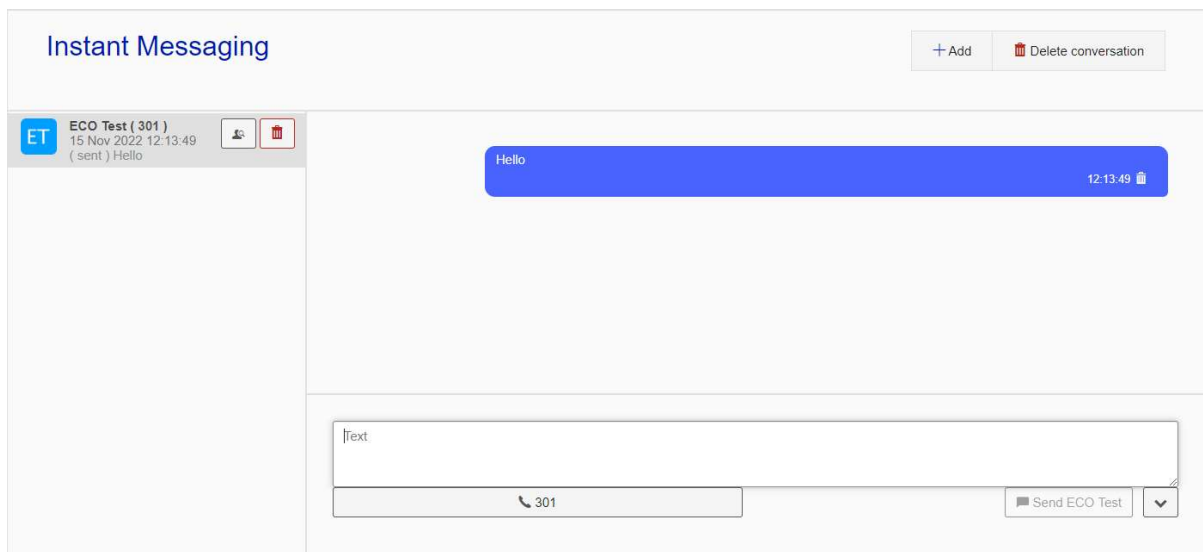 Instant Messaging
+ Add
Delete conversation
ET
ECO Test ( 301 )
15 Nov 2022 12:13:49
( sent ) Hello
Hello
12:13:49
Text
301
Send ECO Test